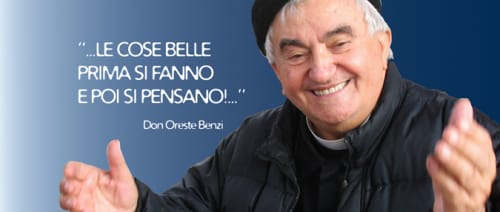 “...LE COSE BELLE
PRIMA SI FANNO
E POI SI PENSANO!...”
Don Oreste Benzi